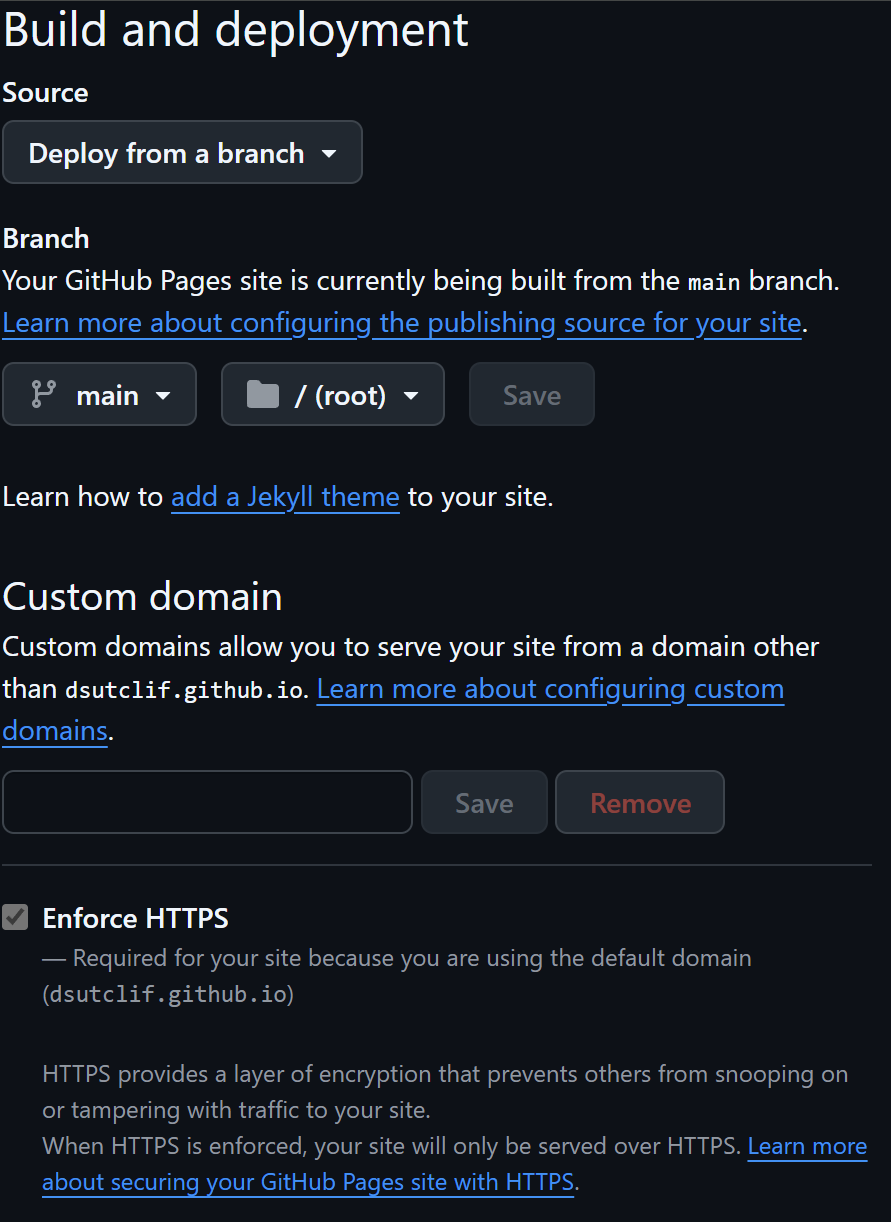 Build and deployment
Source
Deploy from a branch
Branch
Your GitHub Pages site is currently being built from the main branch.
Learn more about configuring the publishing source for your site.
main / (root) Save
Learn how to add a Jekyll theme to your site.
Custom domain
Custom domains allow you to serve your site from a domain other
than dsutclif.github.io. Learn more about configuring custom
domains.
Save Remove
Enforce HTTPS
— Required for your site because you are using the default domain
(dsutclif.github.io)
HTTPS provides a layer of encryption that prevents others from snooping on
or tampering with traffic to your site.
When HTTPS is enforced, your site will only be served over HTTPS. Learn more
about securing your GitHub Pages site with HTTPS.